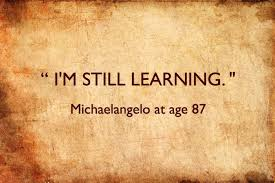 “ I'M STILL LEARNING. "
Michaelangelo at age 87